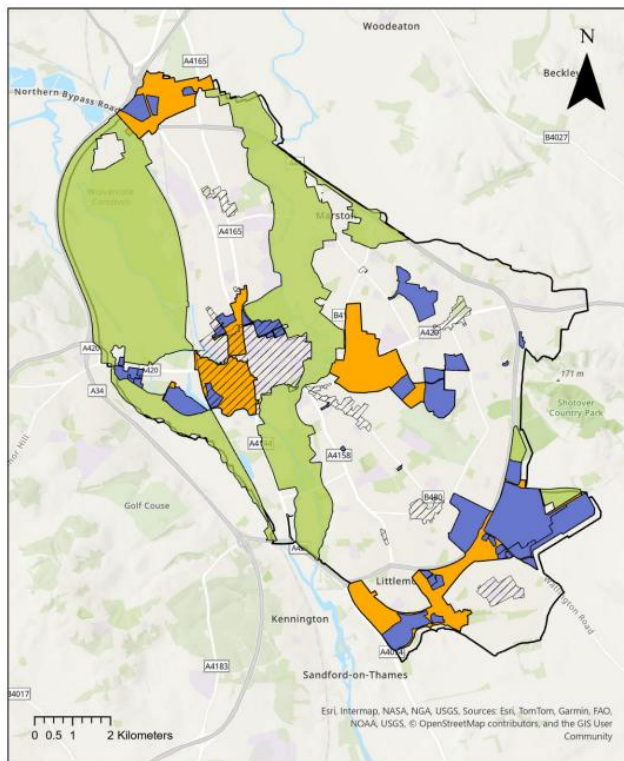 Woodeaton
N
A4165
Beckley
Northern Bypass Road
B4027
Wolvercote
Common
Marston
A4165
A420
A420
A420
A34
171 m
Shotover
Country Park
A4144
A4158
Golf Couse
B480
Littlemore
Kennington
Watlington Road
A4074
Sandford-on-Thames
A4183
B4017
0 0.5 1 2 Kilometers
Esri, Intermap, NASA, NGA, USGS, Sources: Esri, TomTom, Garmin, FAO,
NOAA, USGS, © OpenStreetMap contributors, and the GIS User
Community